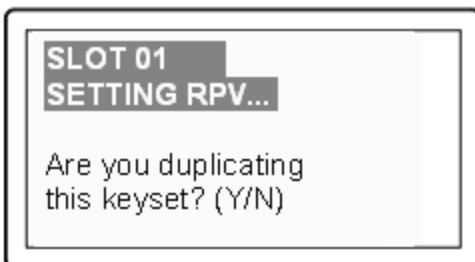 SLOT 01
SETTING RPV...
Are you duplicating
this keyset? (Y/N)